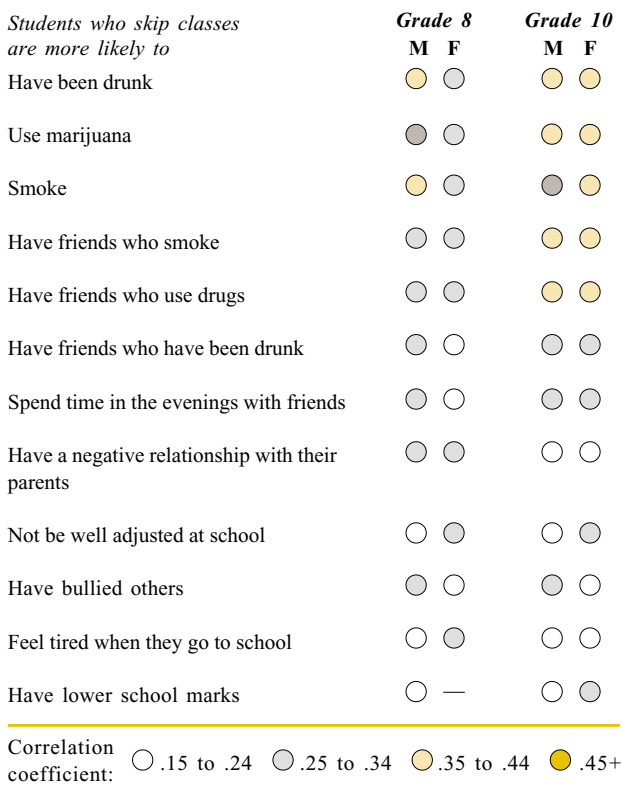 Students who skip classes Grade 8 Grade 10
are more likely to M F M F
Have been drunk
Use marijuana
Smoke
Have friends who smoke
Have friends who use drugs
Have friends who have been drunk
Spend time in the evenings with friends
Have a negative relationship with their
parents
Not be well adjusted at school
Have bullied others
Feel tired when they go to school
Have lower school marks —
Correlation
coefficient: .15 to .24 .25 to .34 .35 to .44 .45+